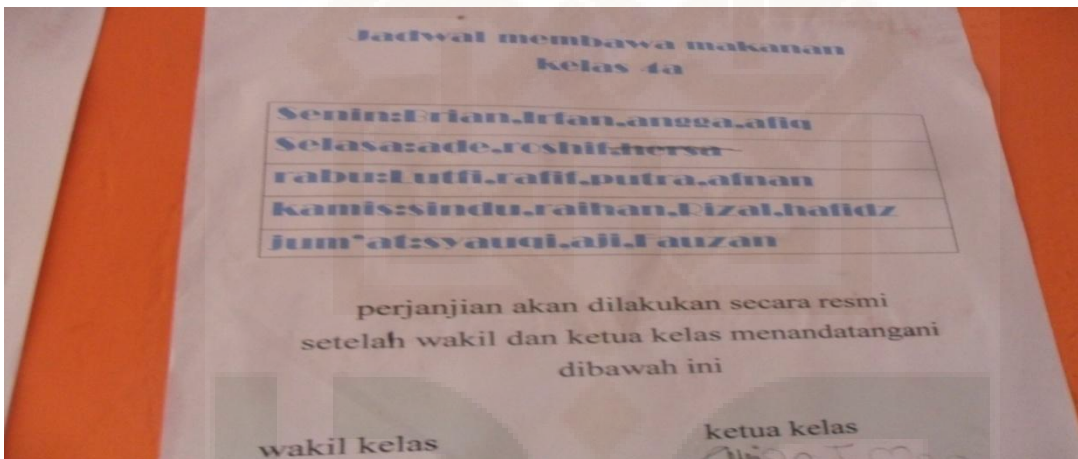 Jadwal membawa makanan
kelas 4a
Senin:Brian,Irfan,angga,afiq
Selasa:ade,roshif,hersa
rabu:Lutfi,rafif,putra,afnan
kamis:sindu,raihan,Rizal,hafidz
jum'at:syauqi,aji,Fauzan
perjanjian akan dilakukan secara resmi
setelah wakil dan ketua kelas menandatangani
dibawah ini
wakil kelas
ketua kelas